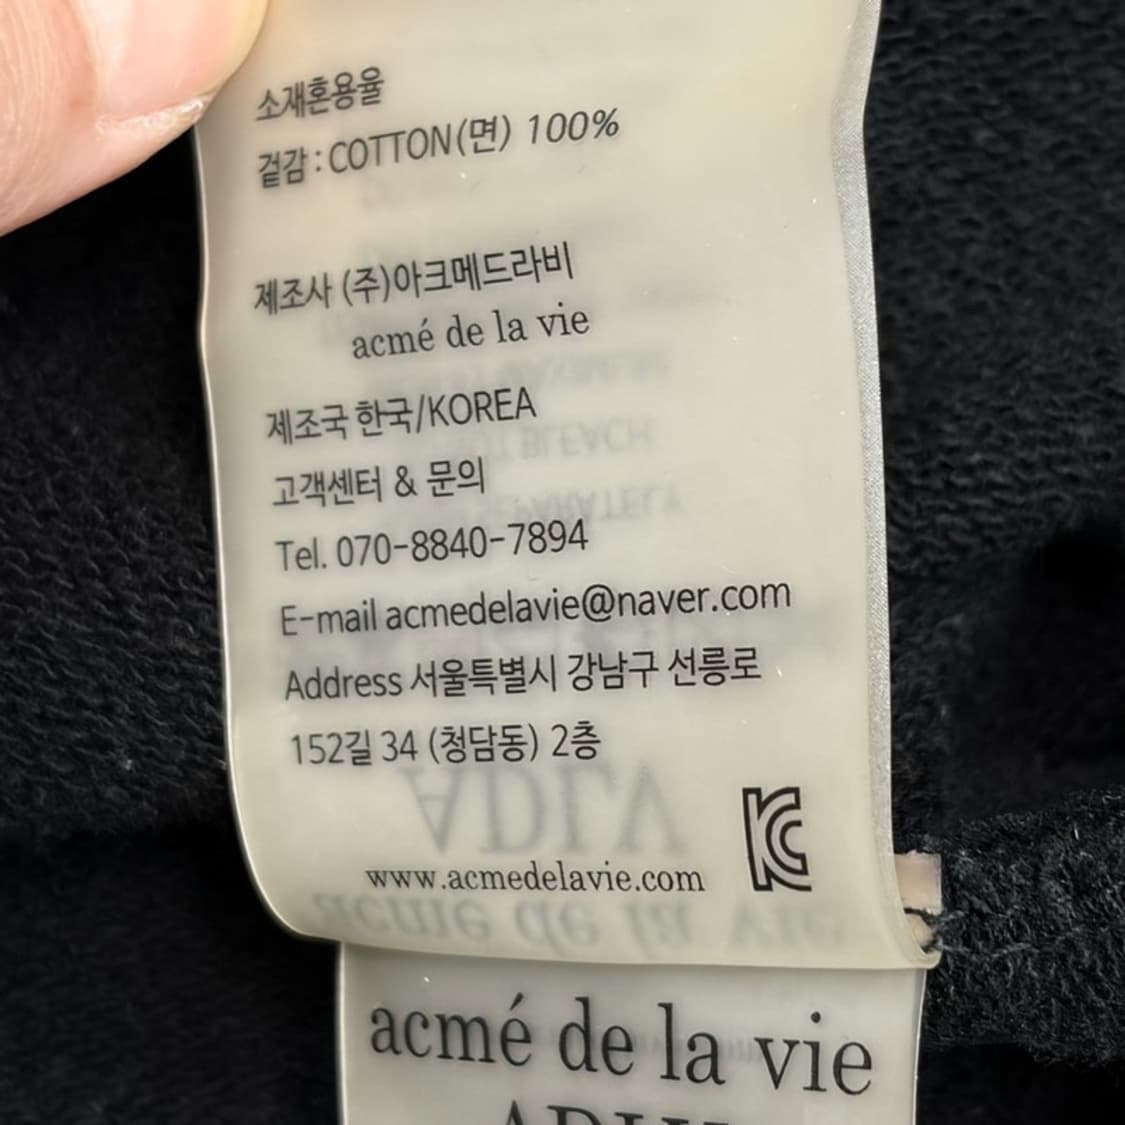 소재혼용율
겉감 : COTTON(면) 100%
제조사 (주)아크메드라비
acmé de la vie
제조국 한국/KOREA
고객센터 & 문의
Tel. 070-8840-7894
E-mail acmedelavie@naver.com
Address 서울특별시 강남구 선릉로
152길 34 (청담동) 2층
www.acmedelavie.com
acmé de la vie